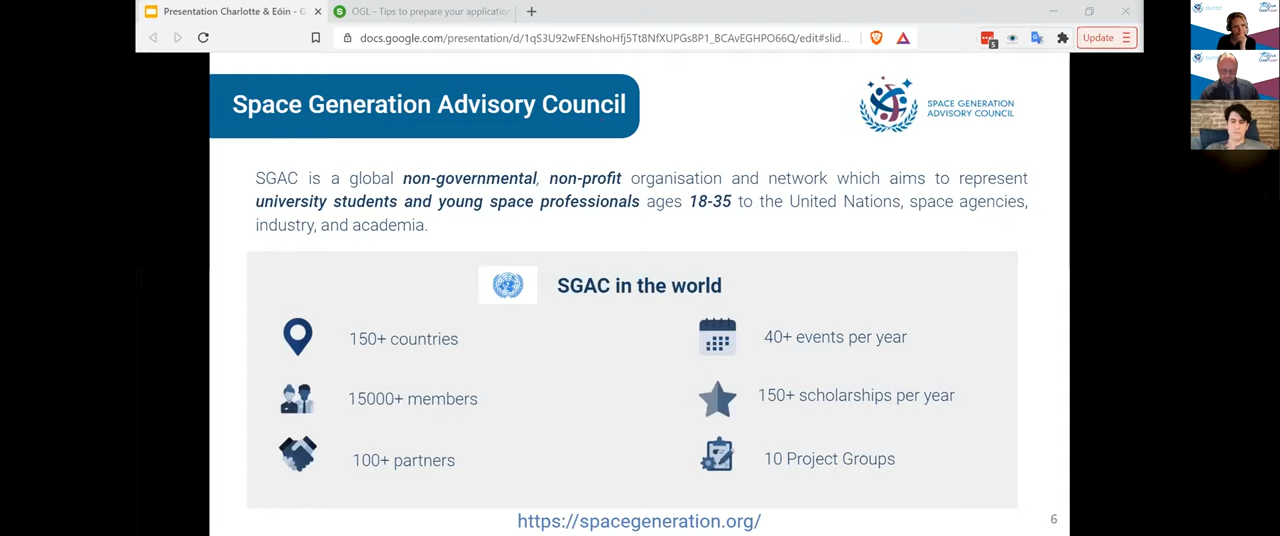 Presentation Charlotte & Eóin - G
OGL - Tips to prepare your application
docs.google.com/presentation/d/1qS3U92wFENshoHfj5Tt8NfXUPGs8P1_BCAvEGHPO66Q/edit#slid...
5
Update
Space Generation Advisory Council
SPACE GENERATION
ADVISORY COUNCIL
SGAC is a global non-governmental, non-profit organisation and network which aims to represent
university students and young space professionals ages 18-35 to the United Nations, space agencies,
industry, and academia.
SGAC in the world
150+ countries
40+ events per year
15000+ members
150+ scholarships per year
100+ partners
10 Project Groups
https://spacegeneration.org/
6